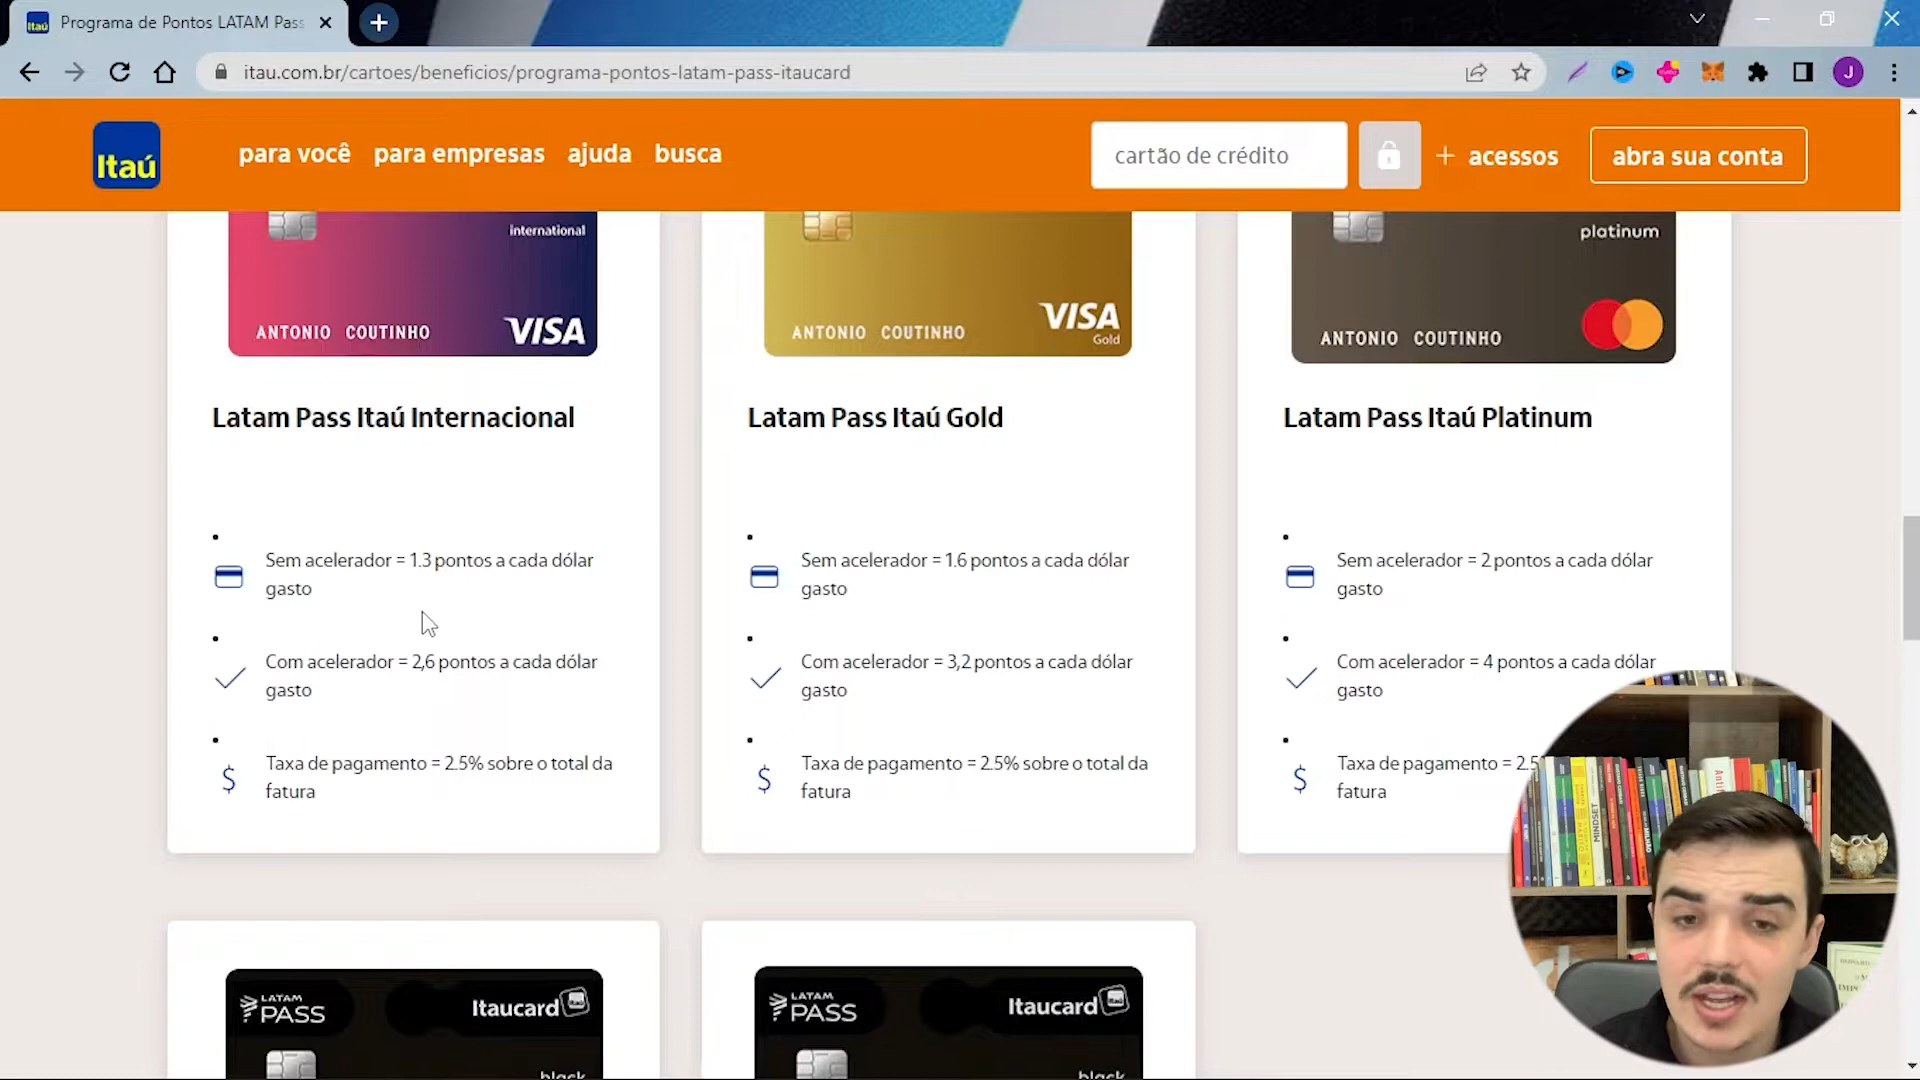 Programa de Pontos LATAM Pass
itau.com.br/cartoes/beneficios/programa-pontos-latam-pass-itaucard
J
Itaú
para você para empresas ajuda busca
cartão de crédito
+ acessos
abra sua conta
international
ANTONIO COUTINHO
VISA
VISA
Gold
ANTONIO COUTINHO
platinum
ANTONIO COUTINHO
Latam Pass Itaú Internacional
Sem acelerador = 1.3 pontos a cada dólar
gasto
Com acelerador = 2,6 pontos a cada dólar
gasto
Taxa de pagamento = 2.5% sobre o total da
fatura
Latam Pass Itaú Gold
Sem acelerador = 1.6 pontos a cada dólar
gasto
Com acelerador = 3,2 pontos a cada dólar
gasto
Taxa de pagamento = 2.5% sobre o total da
fatura
Latam Pass Itaú Platinum
Sem acelerador = 2 pontos a cada dólar
gasto
Com acelerador = 4 pontos a cada dólar
gasto
Taxa de pagamento = 2.5
fatura
MINDSET
LATAM
PASS
Itaucard
black
LATAM
PASS
Itaucard
black